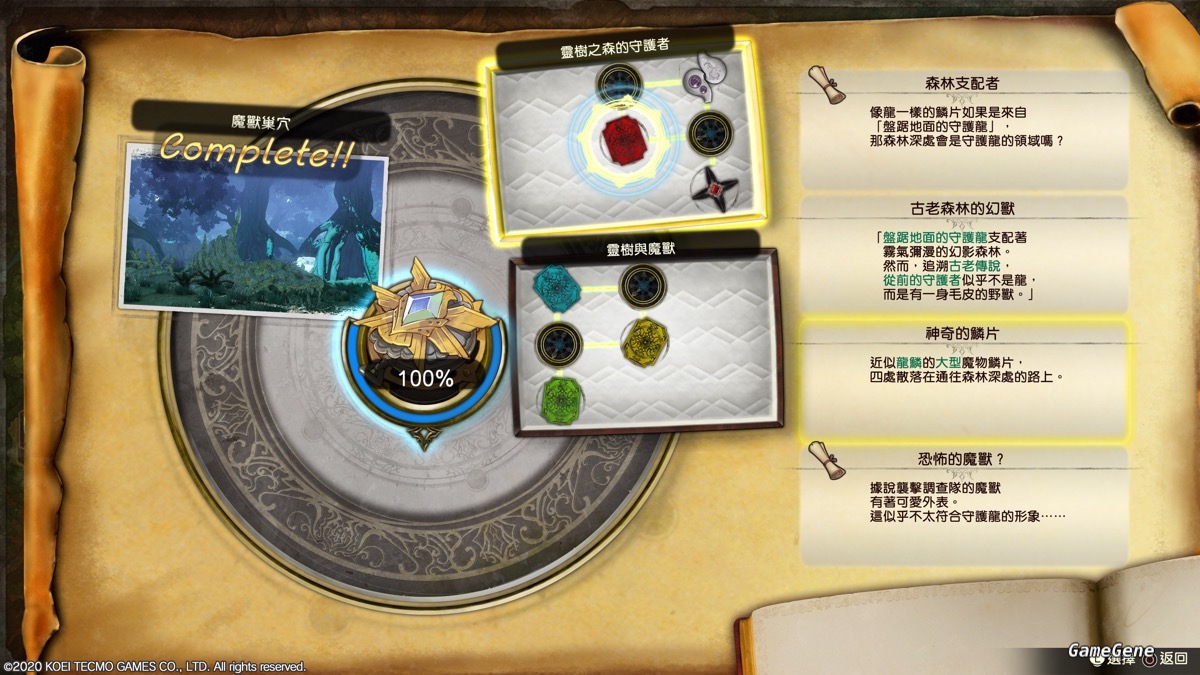 魔獸巢穴
Complete!!
100%
靈樹之森的守護者
靈樹與魔獸
森林支配者
像龍一樣的鱗片如果是來自
「盤踞地面的守護龍」，
那森林深處會是守護龍的領域嗎？
古老森林的幻獸
「盤踞地面的守護龍支配著
霧氣彌漫的幻影森林。
然而，追溯古老傳說，
從前的守護者似乎不是龍，
而是有一身毛皮的野獸。」
神奇的鱗片
近似龍鱗的大型魔物鱗片，
四處散落在通往森林深處的路上。
恐怖的魔獸？
據說襲擊調查隊的魔獸
有著可愛外表。
這似乎不太符合守護龍的形象……
©2020 KOEI TECMO GAMES CO., LTD. All rights reserved.
GameGene
L選擇 返回